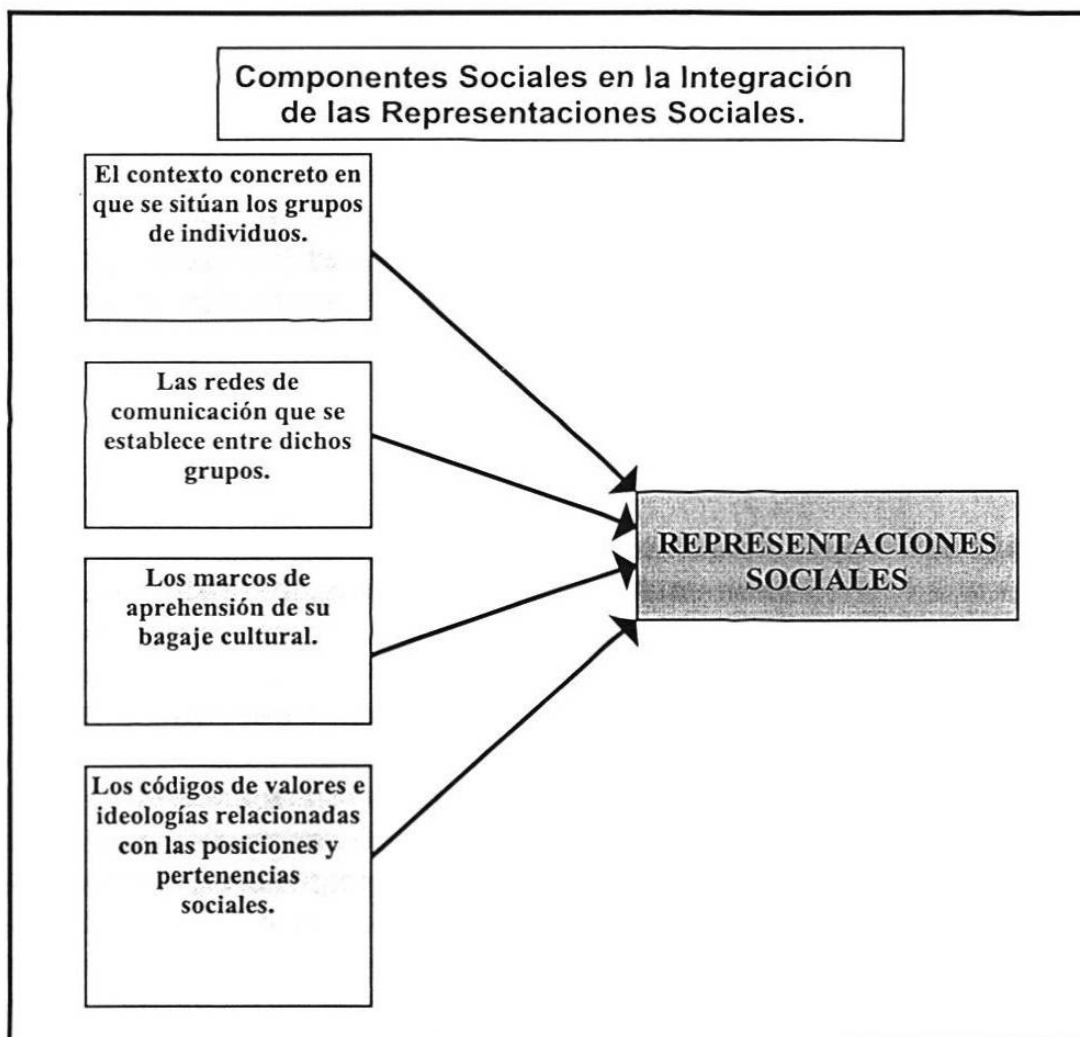 Componentes Sociales en la Integración
de las Representaciones Sociales.
El contexto concreto en
que se sitúan los grupos
de individuos.
Las redes de
comunicación que se
establece entre dichos
grupos.
Los marcos de
aprehensión de su
bagaje cultural.
Los códigos de valores e
ideologías relacionadas
con las posiciones y
pertenencias
sociales.
REPRESENTACIONES
SOCIALES